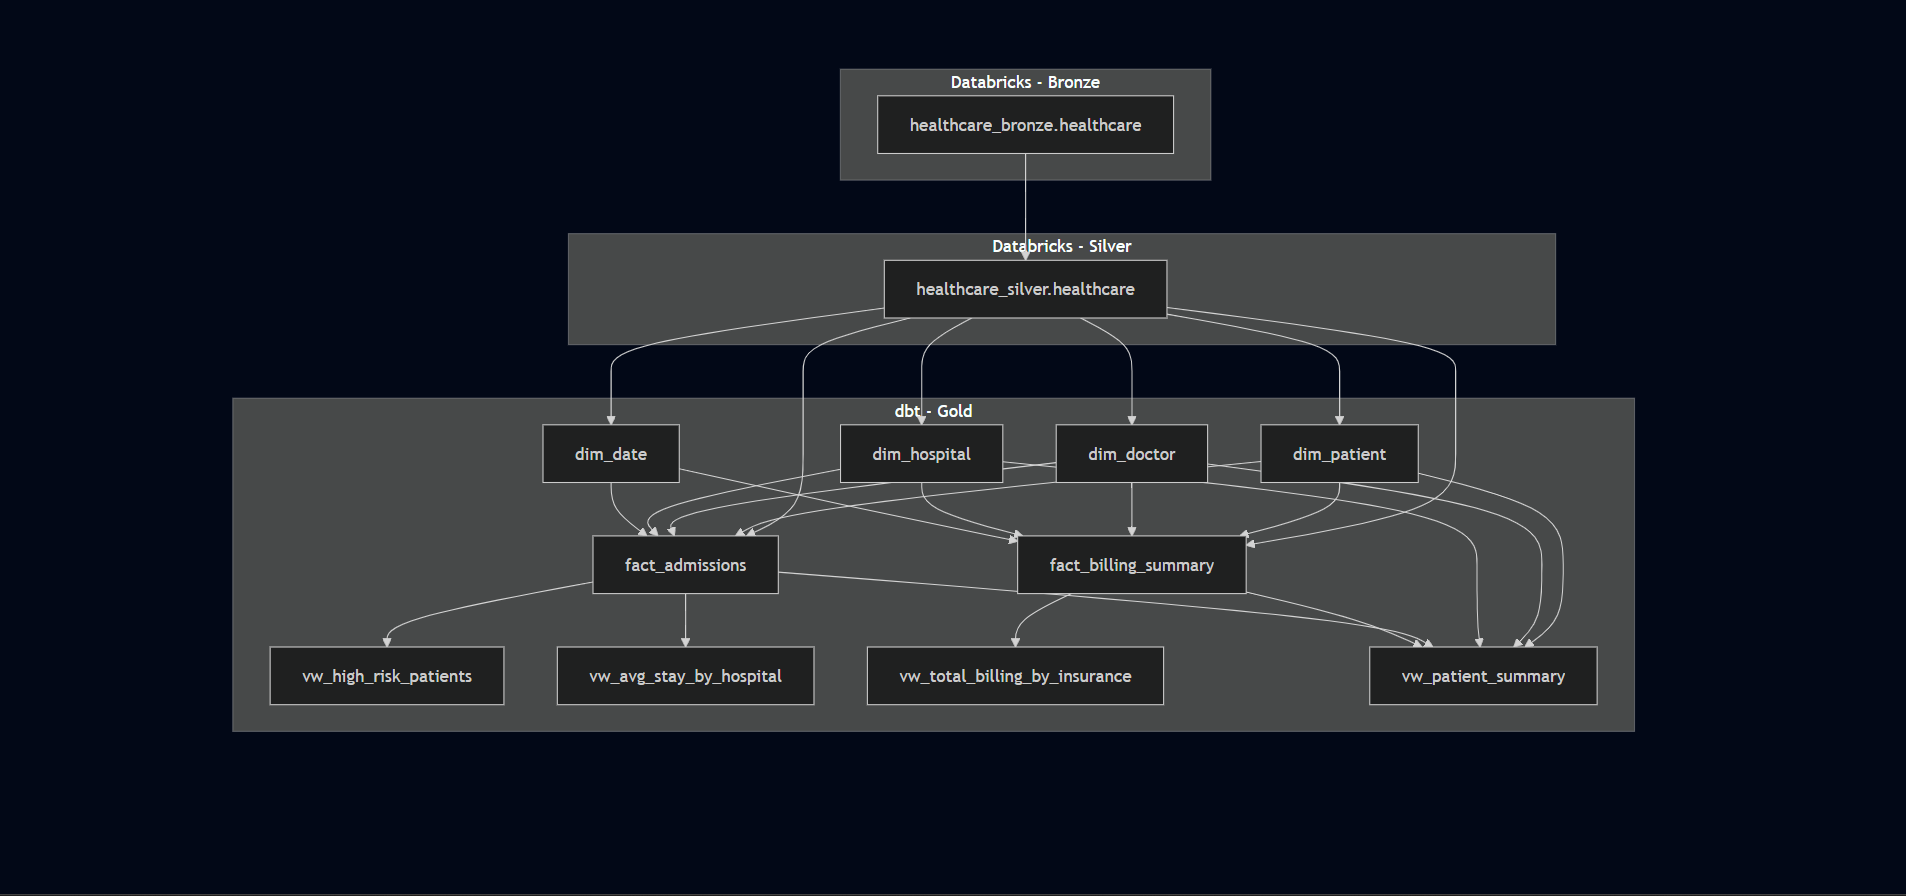 Databricks - Bronze
healthcare_bronze.healthcare
Databricks - Silver
healthcare_silver.healthcare
dbt - Gold
dim_date
dim_hospital
dim_doctor
dim_patient
fact_admissions
fact_billing_summary
vw_high_risk_patients
vw_avg_stay_by_hospital
vw_total_billing_by_insurance
vw_patient_summary